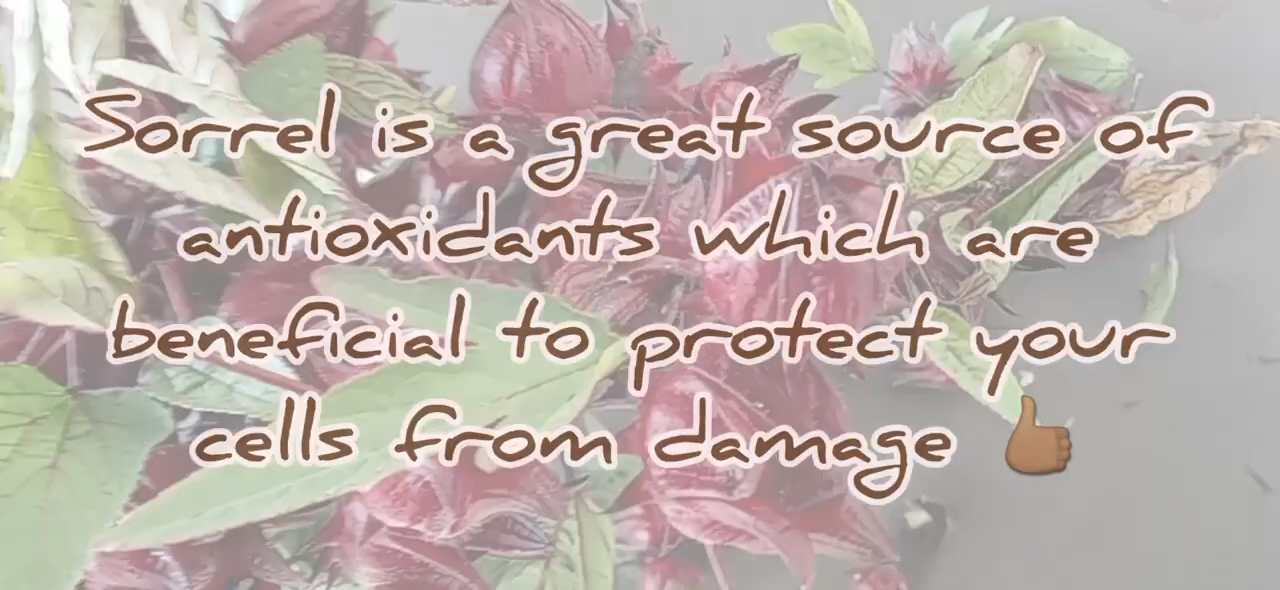 Sorrel is a great source of
antioxidants which are
beneficial to protect your
cells from damage 👍🏾